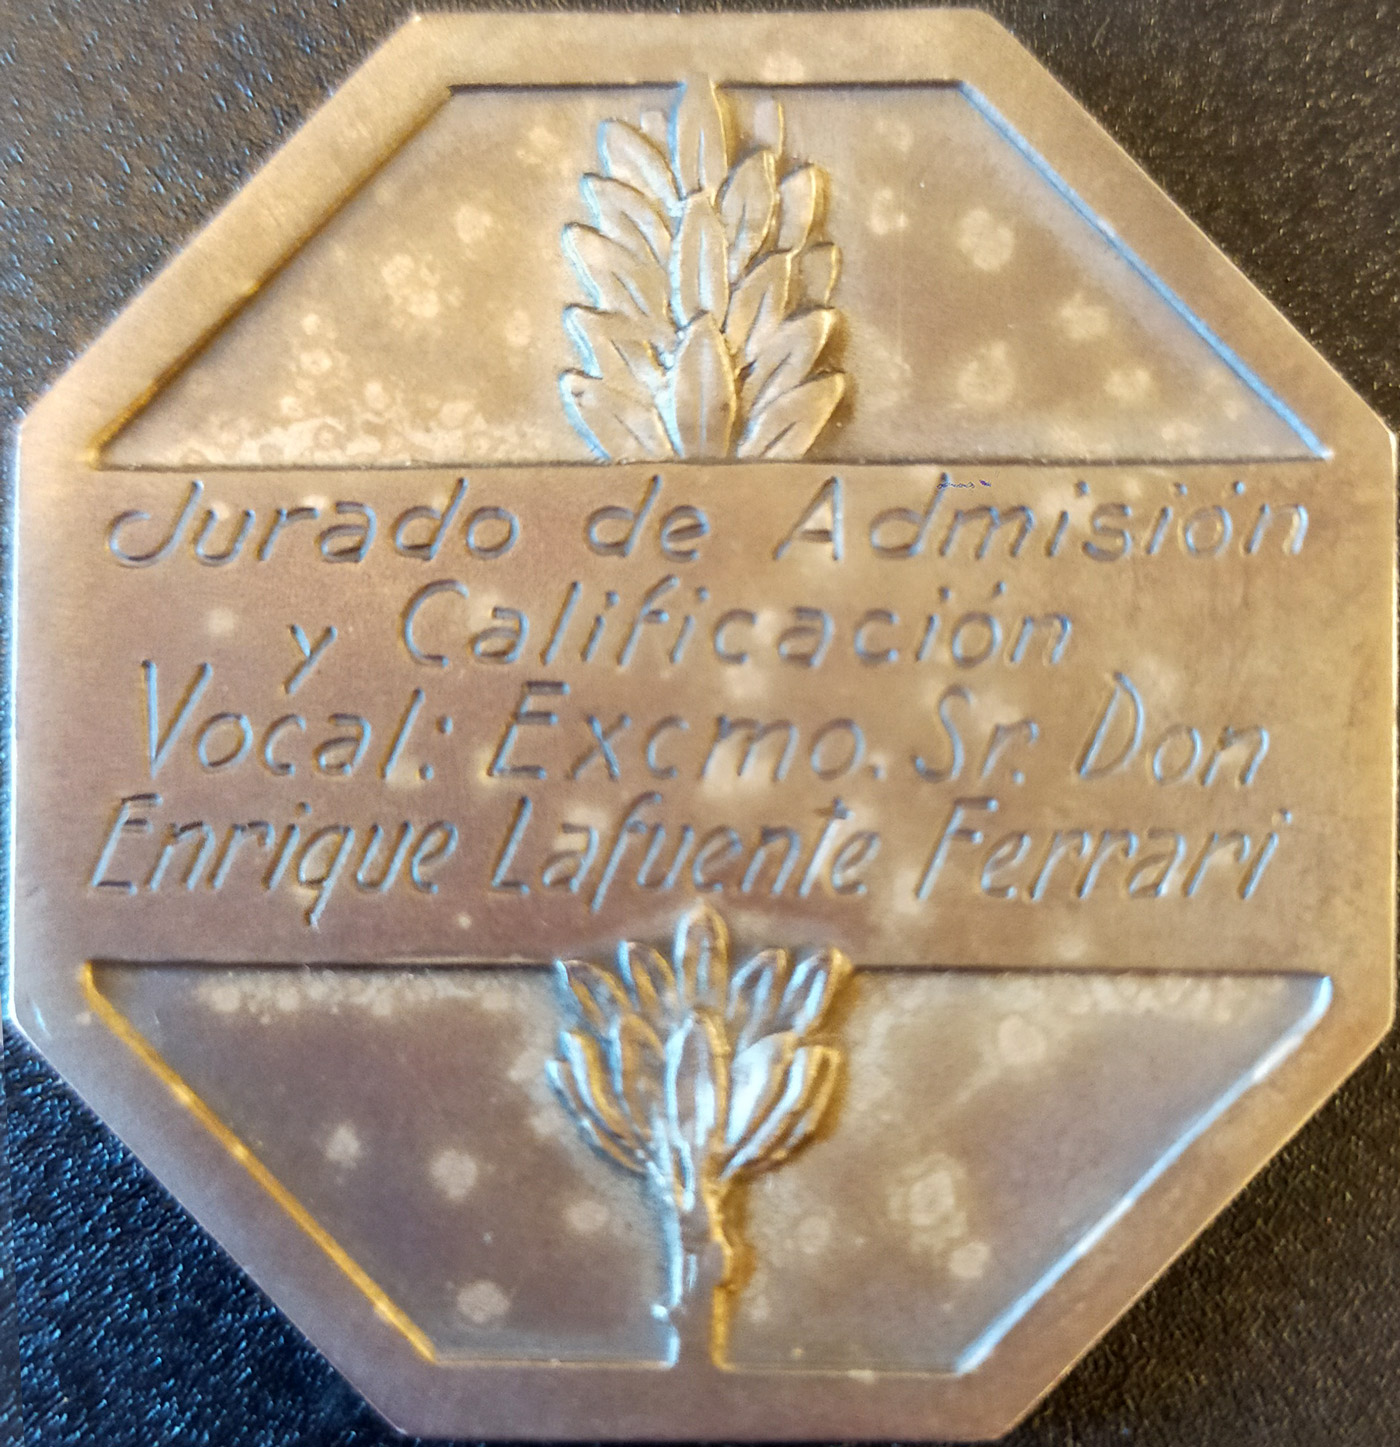 Jurado de Admisión
y Calificación
Vocal: Excmo. Sr. Don
Enrique Lafuente Ferrari